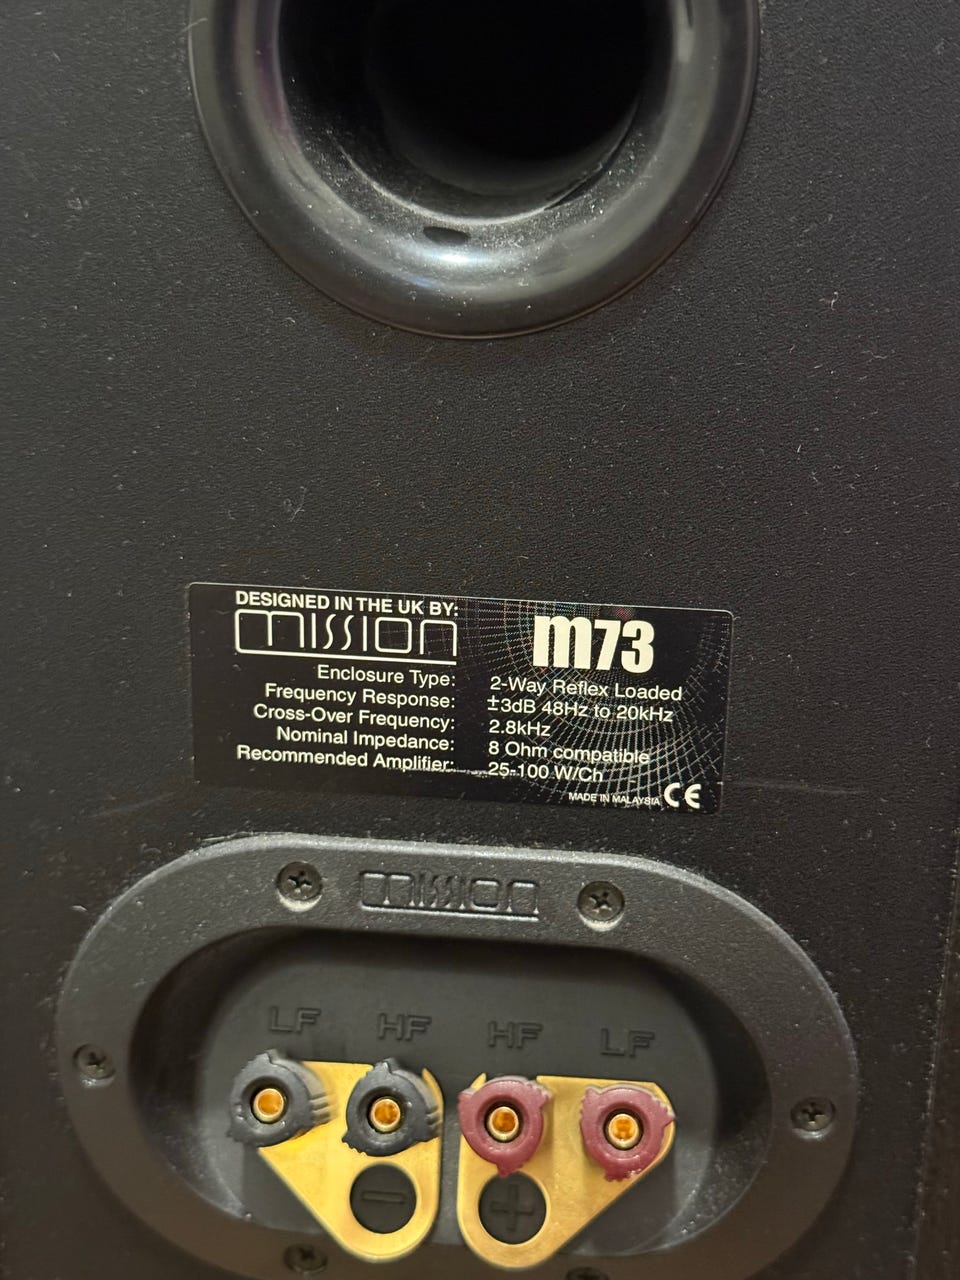 DESIGNED IN THE UK BY:
mission
m73
Enclosure Type: 2-Way Reflex Loaded
Frequency Response: ±3dB 48Hz to 20kHz
Cross-Over Frequency: 2.8kHz
Nominal Impedance: 8 Ohm compatible
Recommended Amplifier: 25-100 W/Ch
MADE IN MALAYSIA CE
mission
LF HF HF LF
- +